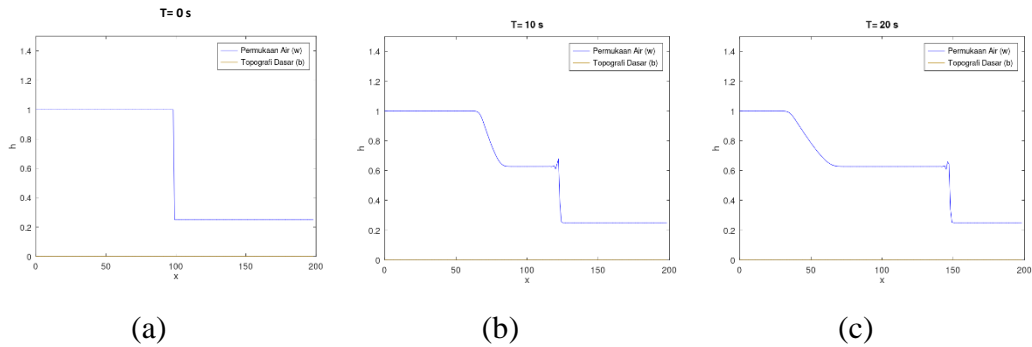 T= 0 s
1.4
1.2
1
0.8
0.6
0.4
0.2
0
h
0 50 100 150 200
x
Permukaan Air (w)
Topografi Dasar (b)
(a)
T= 10 s
1.4
1.2
1
0.8
0.6
0.4
0.2
0
h
0 50 100 150 200
x
Permukaan Air (w)
Topografi Dasar (b)
(b)
T= 20 s
1.4
1.2
1
0.8
0.6
0.4
0.2
0
h
0 50 100 150 200
x
Permukaan Air (w)
Topografi Dasar (b)
(c)